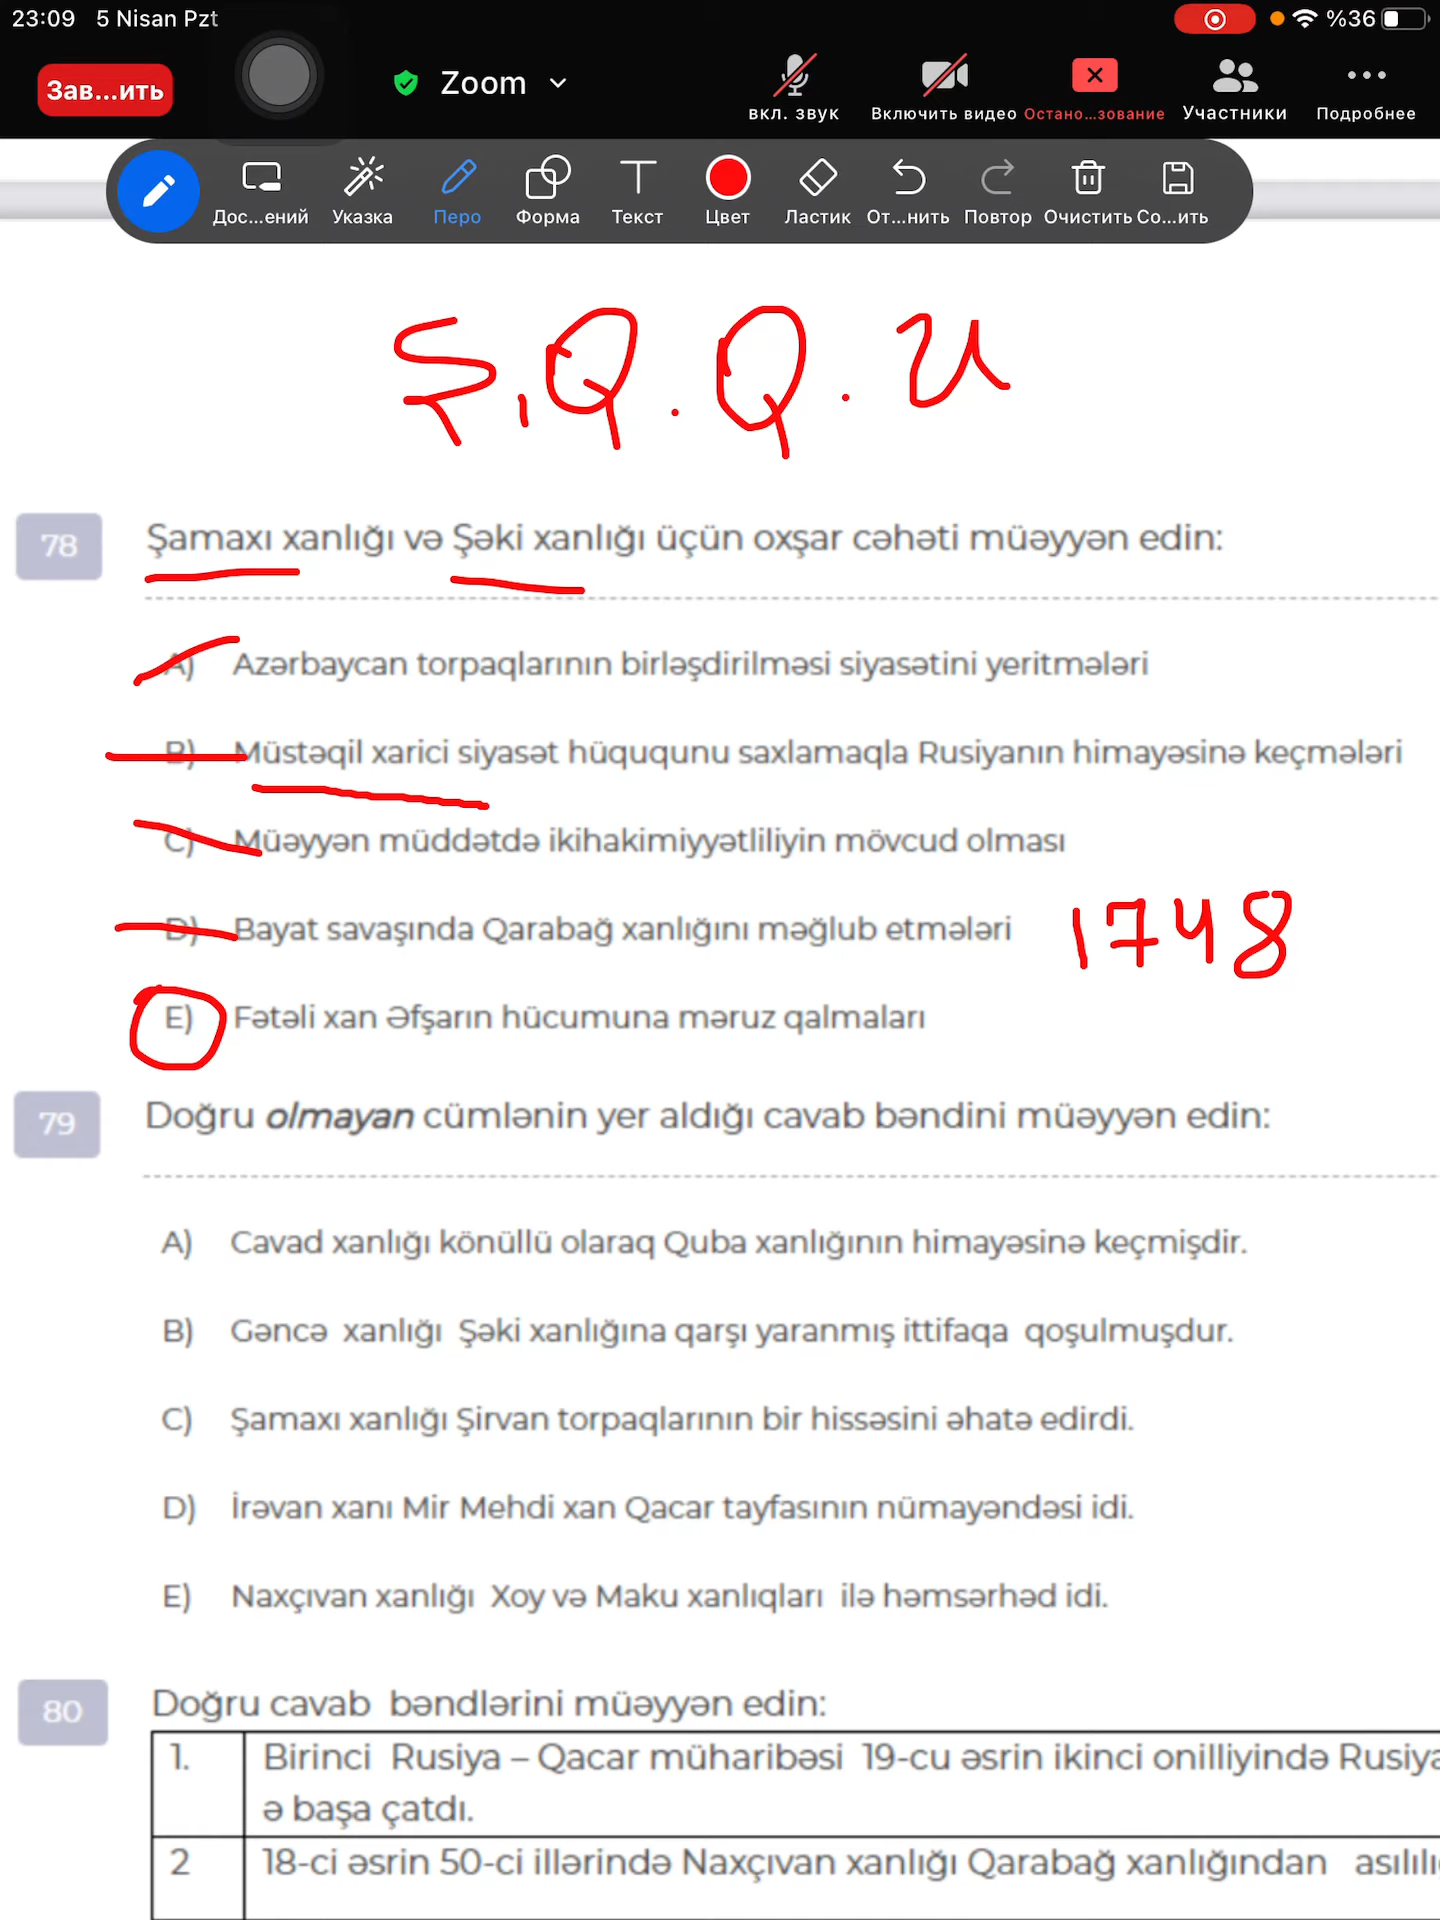 23:09 5 Nisan Pzt %36
Зав...ить Zoom вкл. звук Включить видео Остано...зование Участники Подробнее
Дос...ений Указка Перо Форма Текст Цвет Ластик От...нить Повтор Очистить Со...ить
Ş.Q.Q.U
78 Şamaxı xanlığı və Şəki xanlığı üçün oxşar cəhəti müəyyən edin:
A) Azərbaycan torpaqlarının birləşdirilməsi siyasətini yeritmələri
B) Müstəqil xarici siyasət hüququnu saxlamaqla Rusiyanın himayəsinə keçmələri
C) Müəyyən müddətdə ikihakimiyyətliliyin mövcud olması
D) Bayat savaşında Qarabağ xanlığını məğlub etmələri 1748
E) Fətəli xan Əfşarın hücumuna məruz qalmaları
79 Doğru olmayan cümlənin yer aldığı cavab bəndini müəyyən edin:
A) Cavad xanlığı könüllü olaraq Quba xanlığının himayəsinə keçmişdir.
B) Gəncə xanlığı Şəki xanlığına qarşı yaranmış ittifaqa qoşulmuşdur.
C) Şamaxı xanlığı Şirvan torpaqlarının bir hissəsini əhatə edirdi.
D) İrəvan xanı Mir Mehdi xan Qacar tayfasının nümayəndəsi idi.
E) Naxçıvan xanlığı Xoy və Maku xanlıqları ilə həmsərhəd idi.
80 Doğru cavab bəndlərini müəyyən edin:
1. Birinci Rusiya – Qacar müharibəsi 19-cu əsrin ikinci onilliyində Rusiya
ə başa çatdı.
2 18-ci əsrin 50-ci illərində Naxçıvan xanlığı Qarabağ xanlığından asılılı